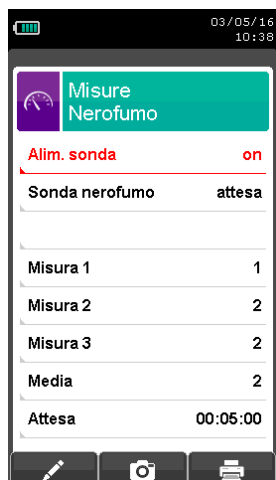 03/05/16
10:38
Misure
Nerofumo
Alim. sonda on
Sonda nerofumo attesa
Misura 1 1
Misura 2 2
Misura 3 2
Media 2
Attesa 00:05:00